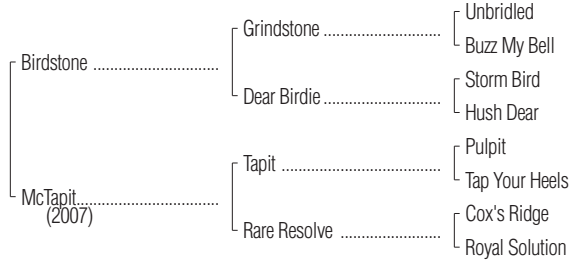 Unbridled
Grindstone ..............................
Buzz My Bell
Birdstone ................................
Storm Bird
Dear Birdie ..............................
Hush Dear
Pulpit
Tapit ........................................
Tap Your Heels
McTapit....................................
(2007)
Cox's Ridge
Rare Resolve .........................
Royal Solution